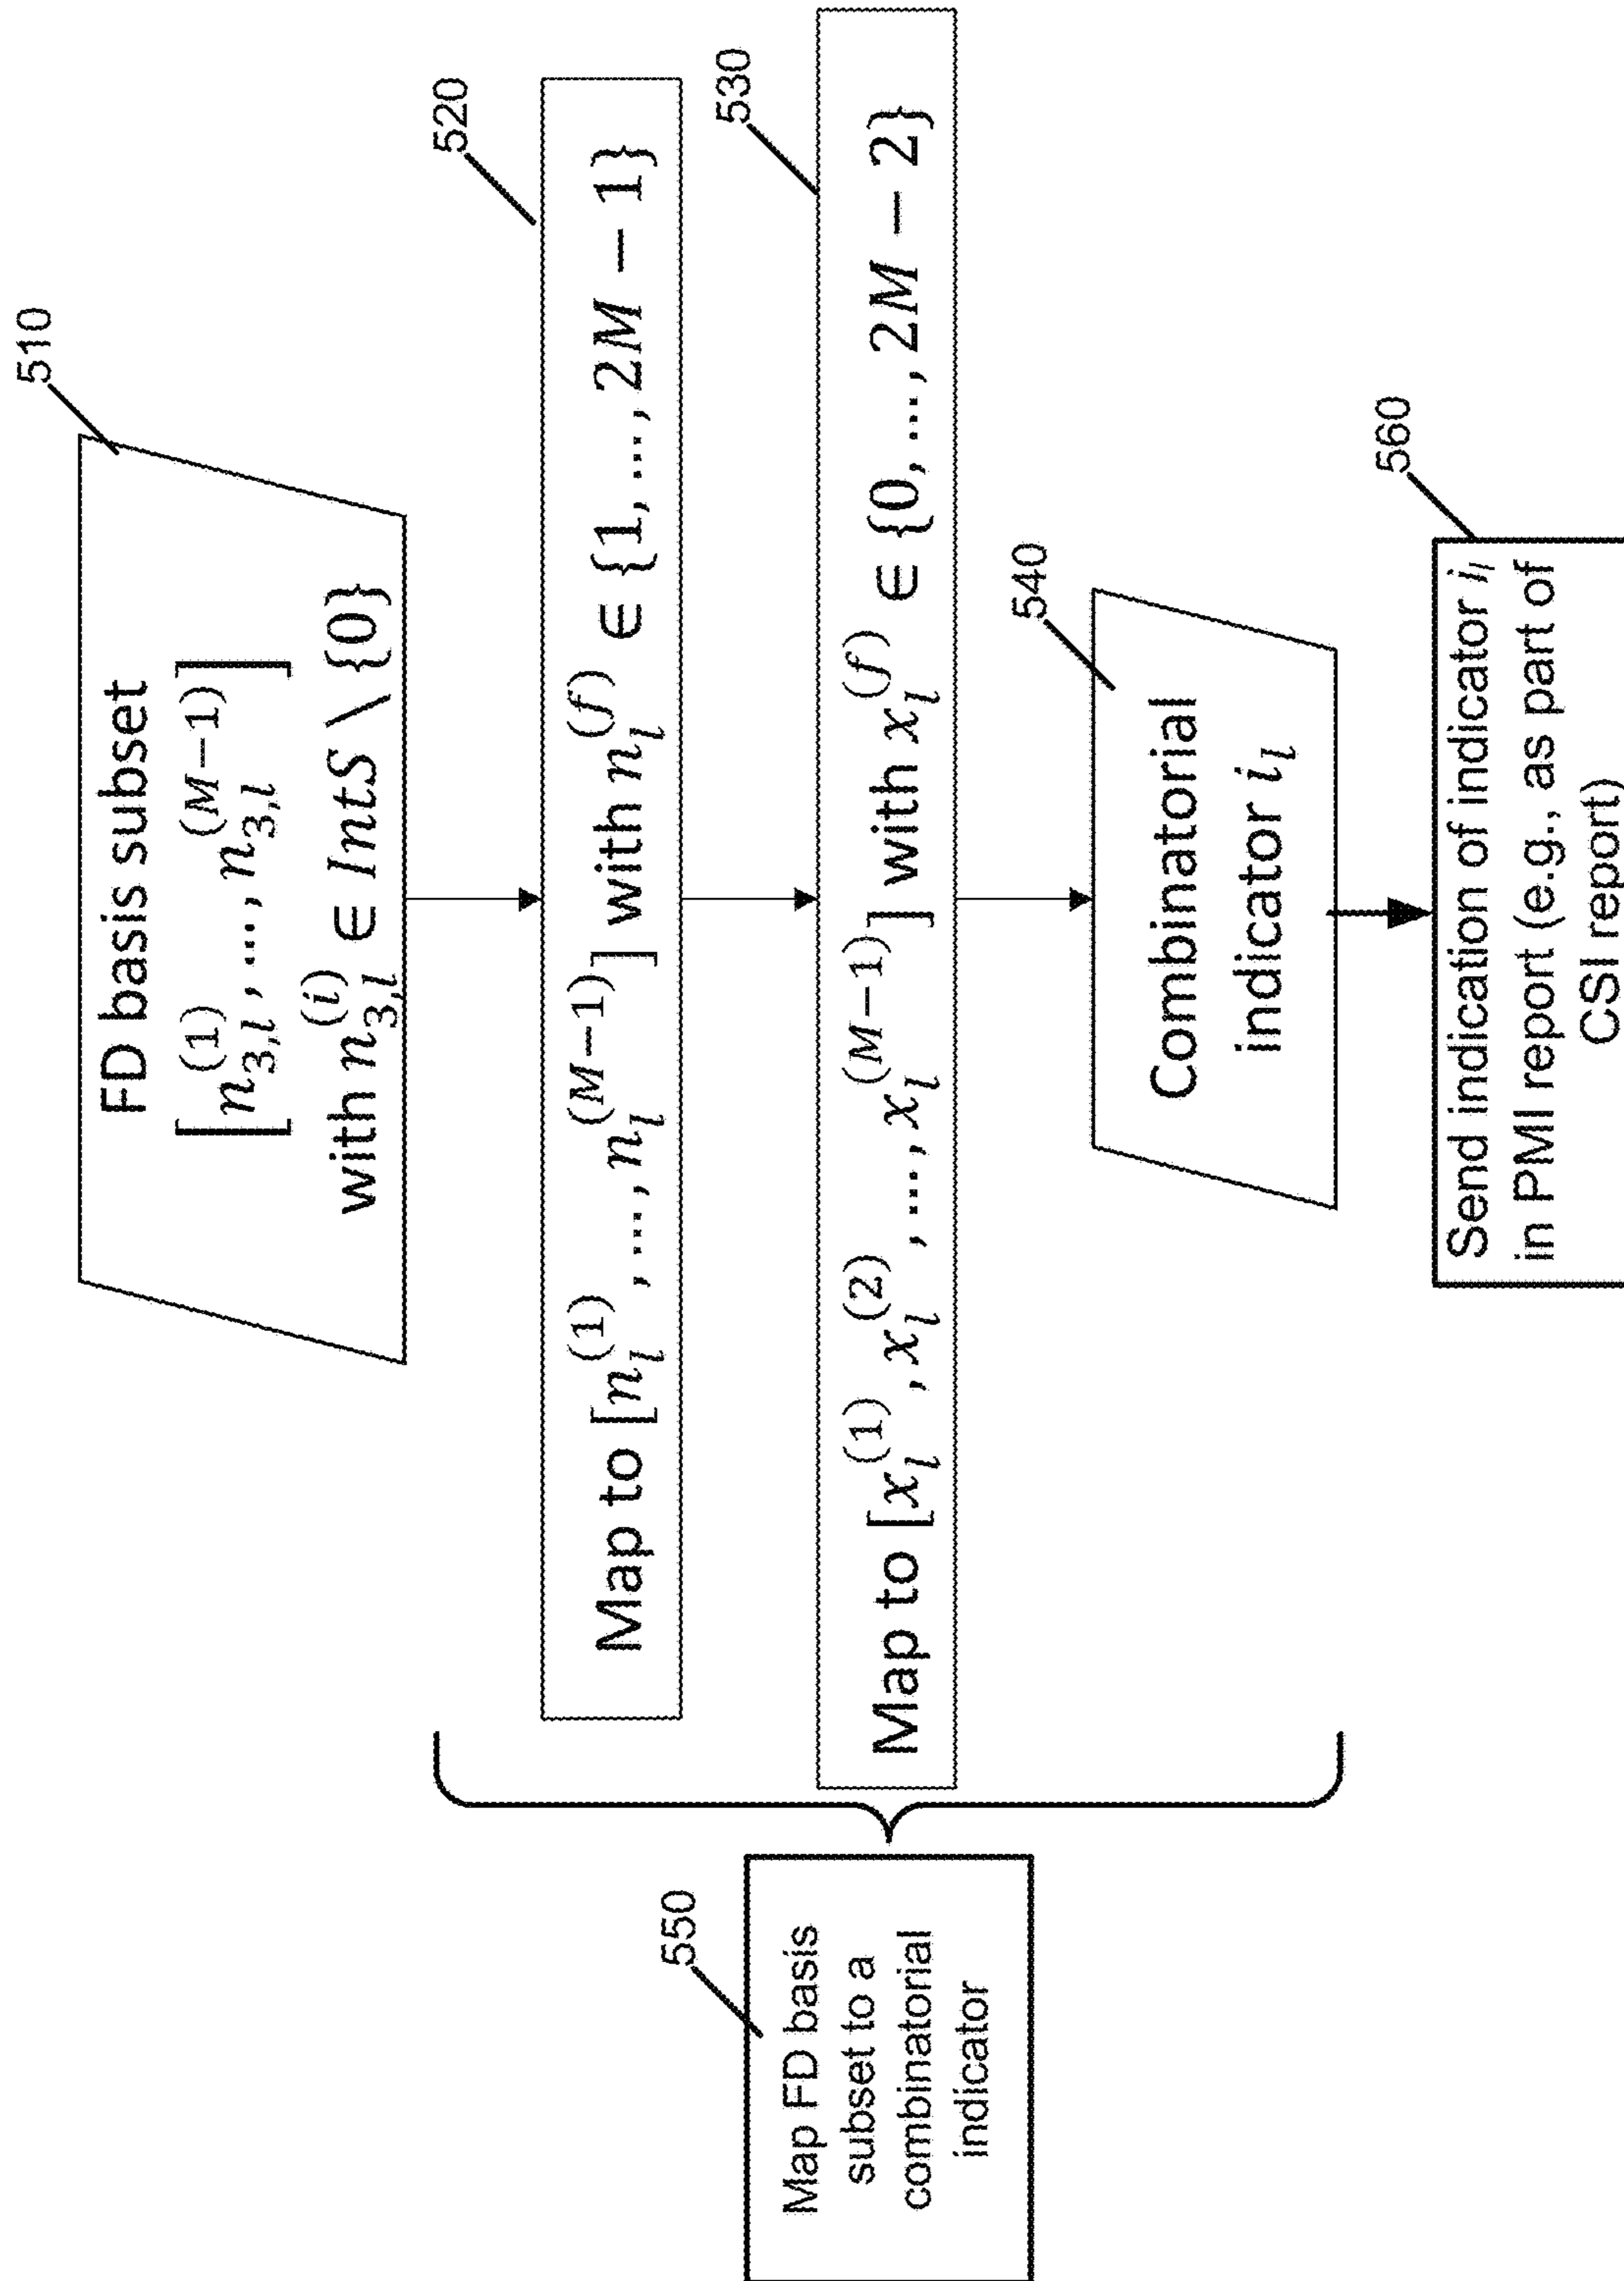 510
FD basis subset
[n_{3,l}^{(1)}, …, n_{3,l}^{(M−1)}]
with n_{3,l}^{(i)} ∈ IntS \ {0}
520
Map to [n_l^{(1)}, …, n_l^{(M−1)}] with n_l^{(f)} ∈ {1, …, 2M − 1}
530
Map to [x_l^{(1)}, x_l^{(2)}, …, x_l^{(M−1)}] with x_l^{(f)} ∈ {0, …, 2M − 2}
540
Combinatorial
indicator i_l
550
Map FD basis
subset to a
combinatorial
indicator
560
Send indication of indicator i_l
in PMI report (e.g., as part of
CSI report)